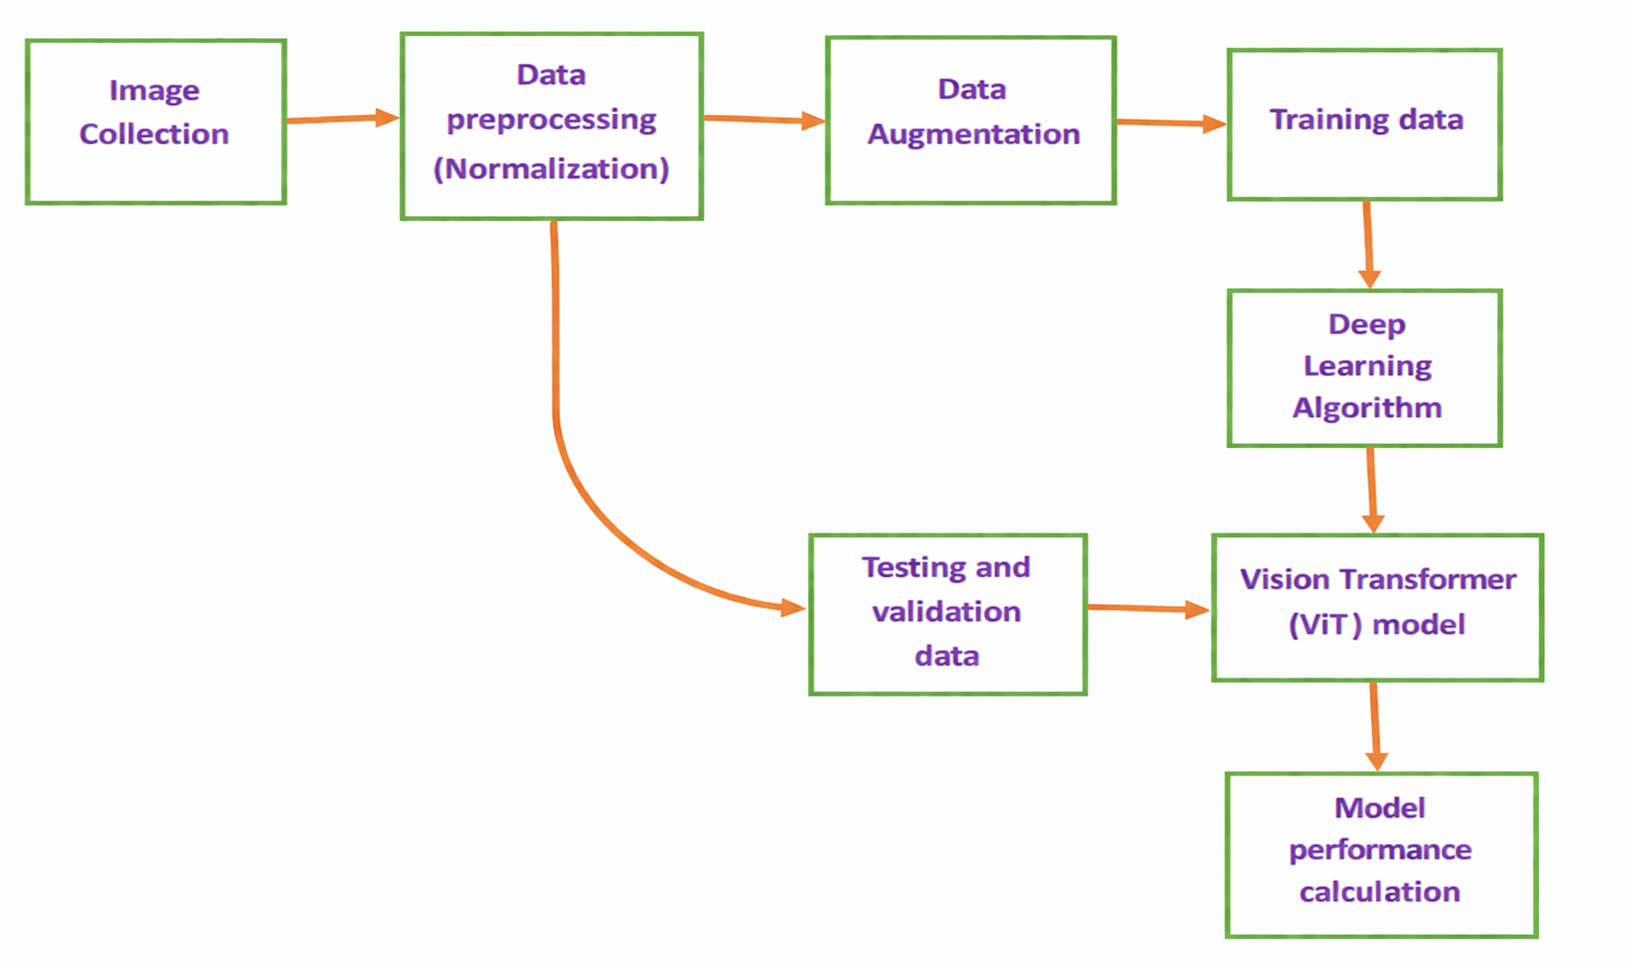 Image
Collection
Data
preprocessing
(Normalization)
Data
Augmentation
Training data
Deep
Learning
Algorithm
Testing and
validation
data
Vision Transformer
(ViT) model
Model
performance
calculation